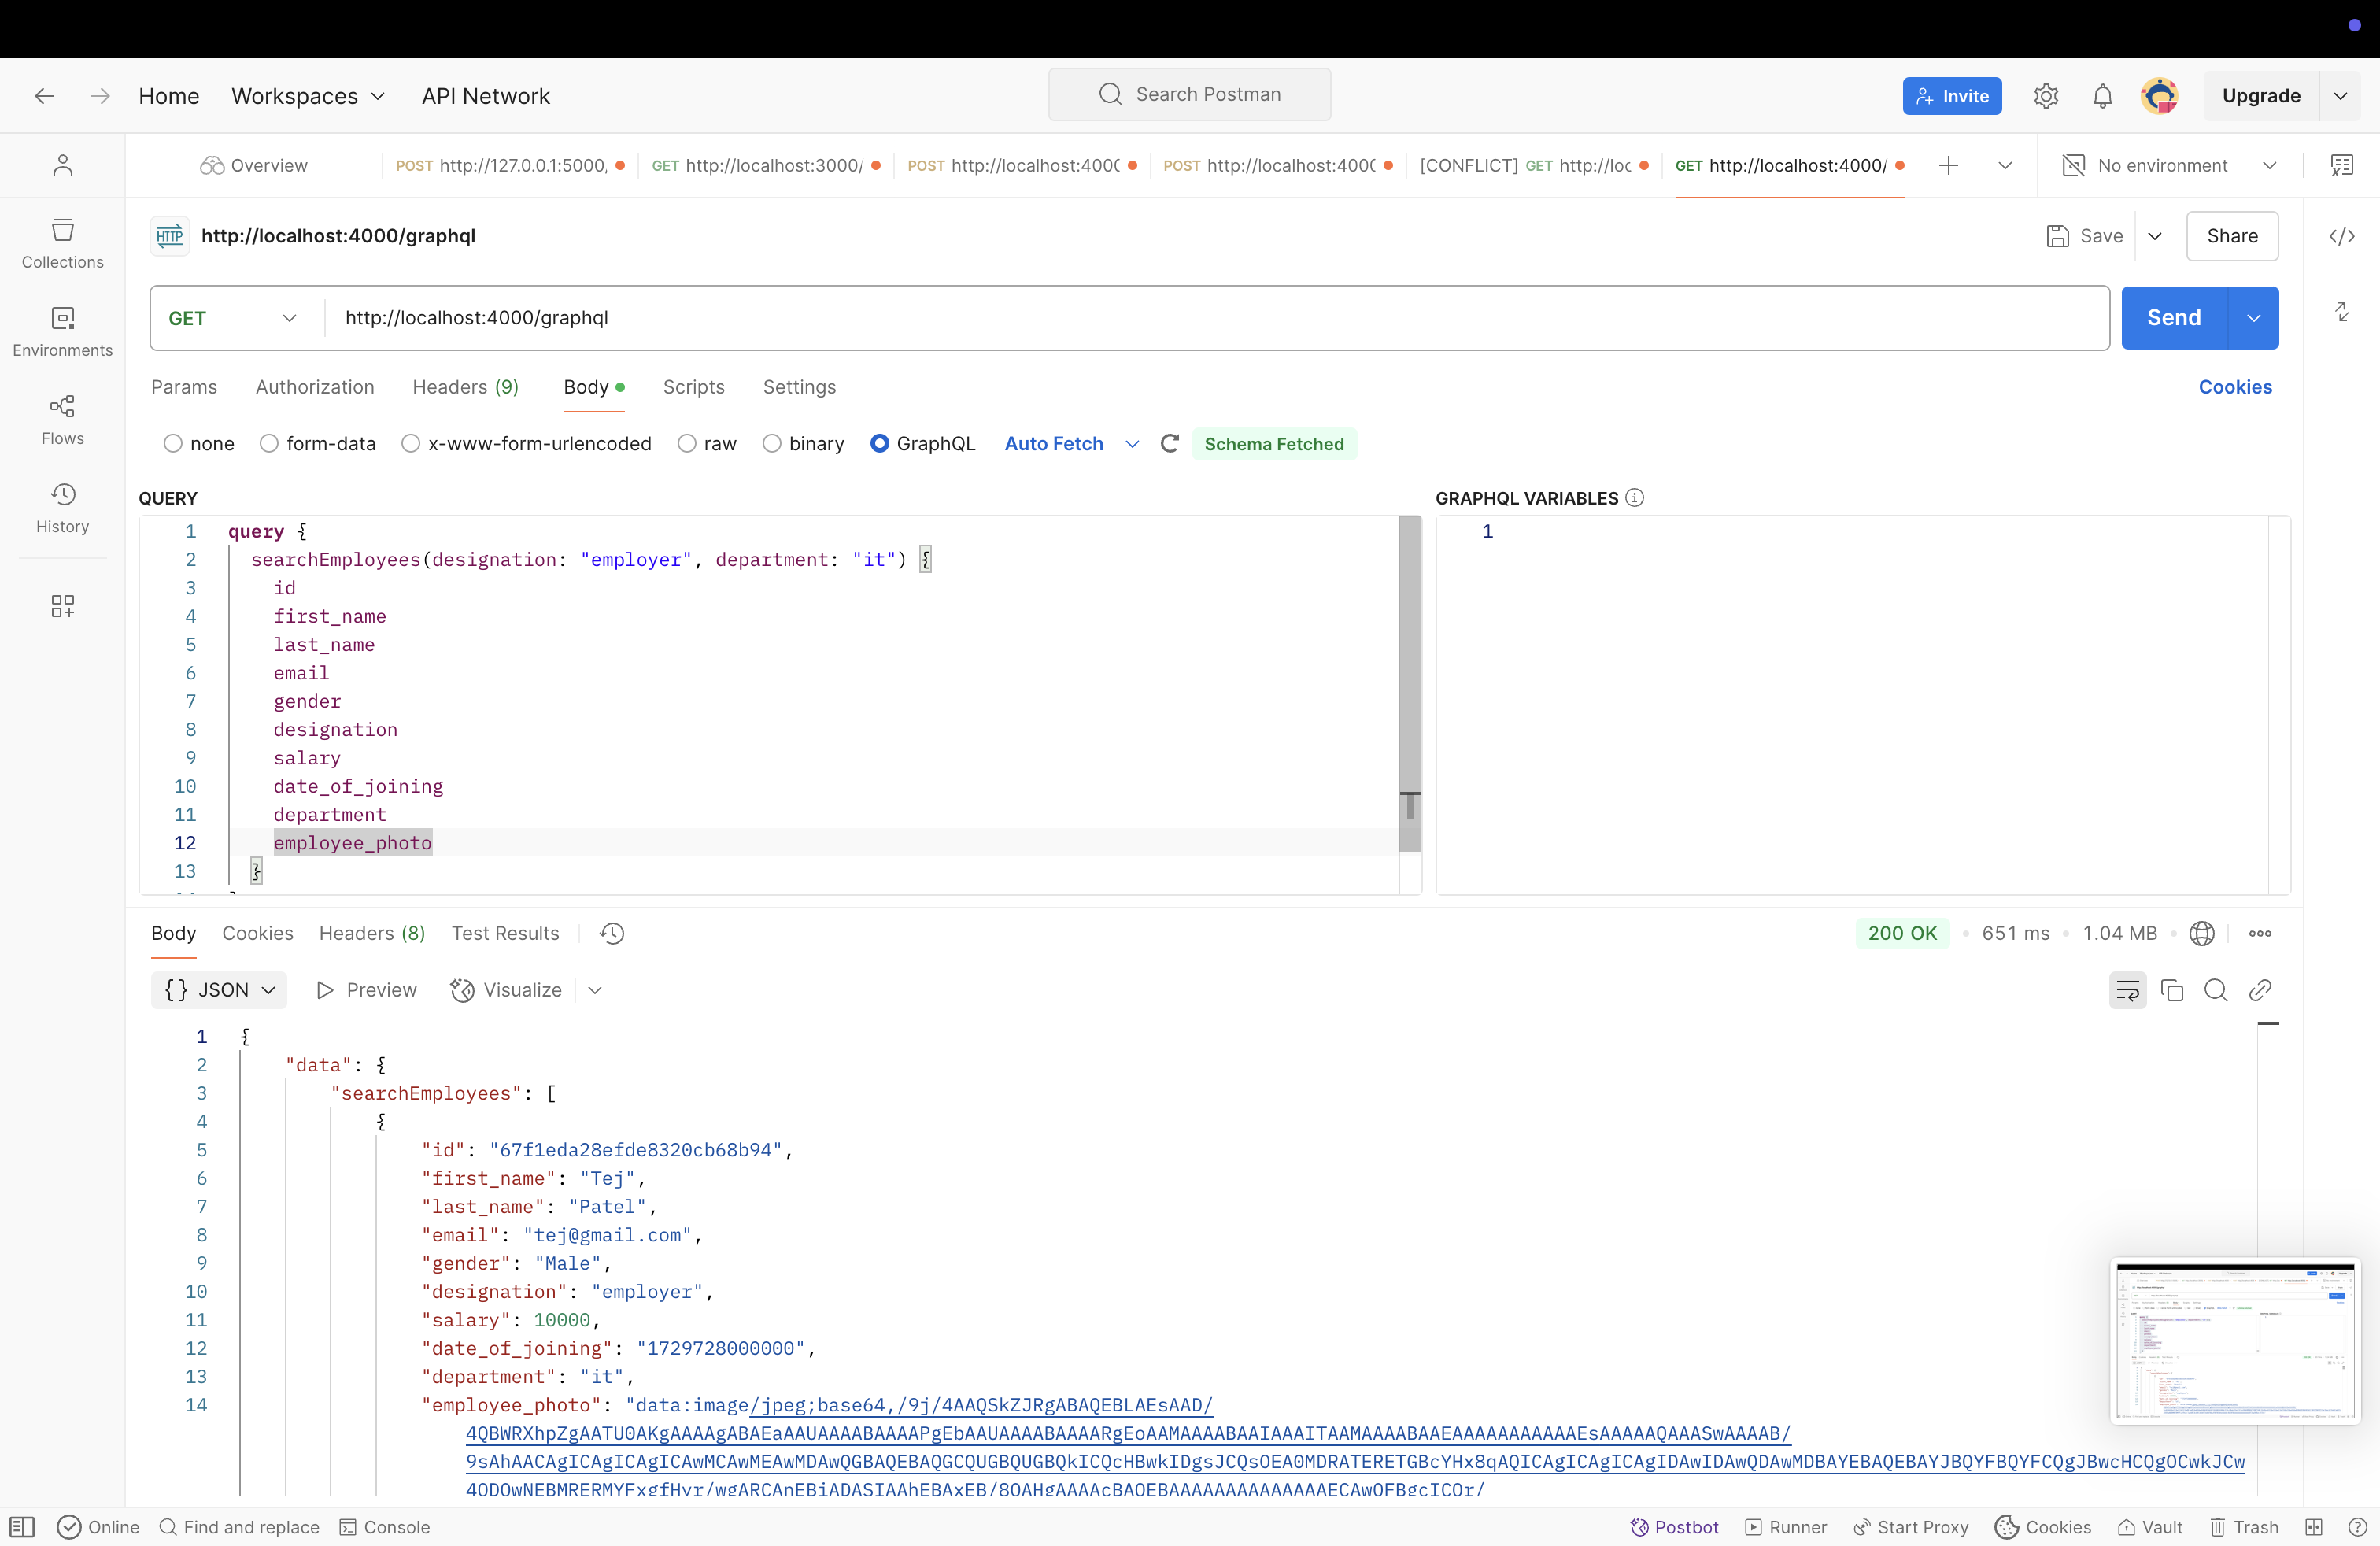 Home Workspaces API Network Search Postman Invite Upgrade
Overview POST http://127.0.0.1:5000, GET http://localhost:3000/ POST http://localhost:400( POST http://localhost:400( [CONFLICT] GET http://loc GET http://localhost:4000/ No environment
Collections
Environments
Flows
History
HTTP http://localhost:4000/graphql Save Share
GET http://localhost:4000/graphql Send
Params Authorization Headers (9) Body Scripts Settings Cookies
none form-data x-www-form-urlencoded raw binary GraphQL Auto Fetch Schema Fetched
QUERY GRAPHQL VARIABLES
1 query { 1
2 searchEmployees(designation: "employer", department: "it") {
3 id
4 first_name
5 last_name
6 email
7 gender
8 designation
9 salary
10 date_of_joining
11 department
12 employee_photo
13 }
Body Cookies Headers (8) Test Results 200 OK 651 ms 1.04 MB
{} JSON Preview Visualize
1 {
2 "data": {
3 "searchEmployees": [
4 {
5 "id": "67f1eda28efde8320cb68b94",
6 "first_name": "Tej",
7 "last_name": "Patel",
8 "email": "tej@gmail.com",
9 "gender": "Male",
10 "designation": "employer",
11 "salary": 10000,
12 "date_of_joining": "1729728000000",
13 "department": "it",
14 "employee_photo": "data:image/jpeg;base64,/9j/4AAQSkZJRgABAQEBLAEsAAD/
4QBWRXhpZgAATU0AKgAAAAgABAEaAAUAAAABAAAAPgEbAAUAAAABAAAARgEoAAMAAAABAAIAAAITAAMAAAABAAEAAAAAAAAAAAEsAAAAAQAAASwAAAAB/
9sAhAACAgICAgICAgICAwMCAwMEAwMDAwQGBAQEBAQGCQUGBQUGBQkICQcHBwkIDgsJCQsOEA0MDRATERETGBcYHx8qAQICAgICAgICAgIDAwIDAwQDAwMDBAYEBAQEBAYJBQYFBQYFCQgJBwcHCQgOCwkJCw
4QDQwNEBMRERMYFxgfHyr/wgARCAnEBiADASIAAhEBAxEB/8QAHgAAAAcBAQEBAAAAAAAAAAAAAAECAwQFBgcICQr/
Online Find and replace Console Postbot Runner Start Proxy Cookies Vault Trash